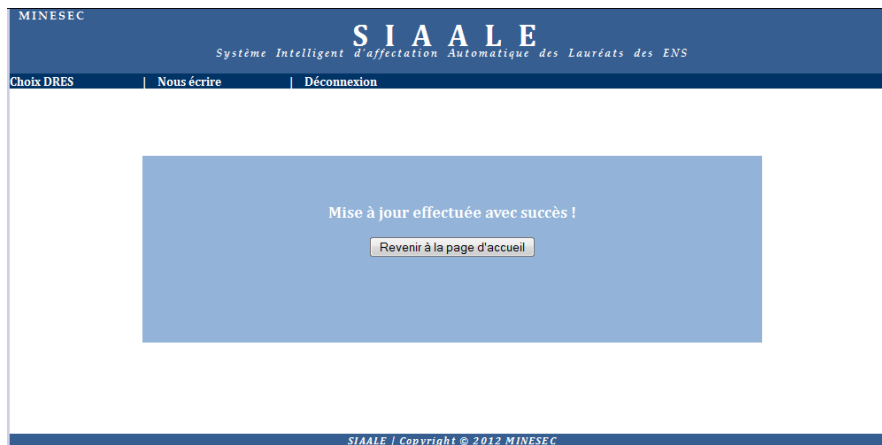 MINESEC
S I A A L E
Système Intelligent d'affectation Automatique des Lauréats des ENS
Choix DRES | Nous écrire | Déconnexion
Mise à jour effectuée avec succès !
Revenir à la page d'accueil
SIAALE | Copyright © 2012 MINESEC